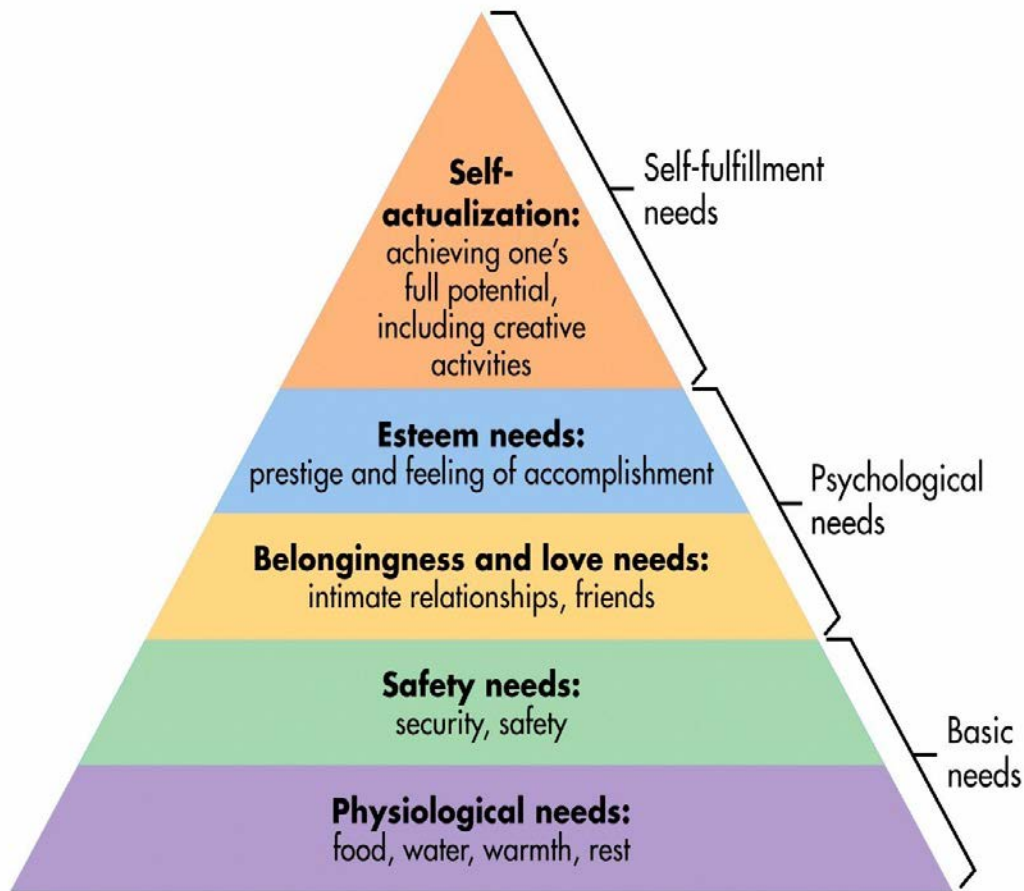 Self-
actualization:
achieving one's
full potential,
including creative
activities
Self-fulfillment
needs
Esteem needs:
prestige and feeling of accomplishment
Psychological
needs
Belongingness and love needs:
intimate relationships, friends
Safety needs:
security, safety
Basic
needs
Physiological needs:
food, water, warmth, rest